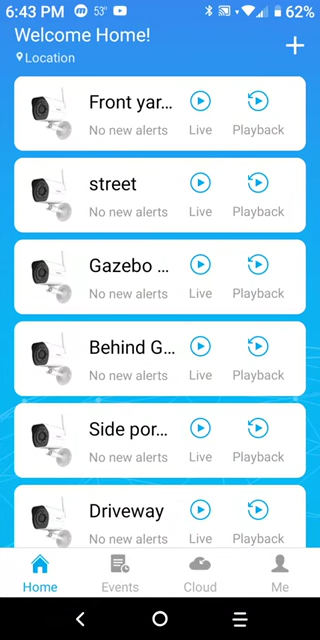 6:43 PM 53° 62%
Welcome Home!
Location
Front yar...
No new alerts Live Playback
street
No new alerts Live Playback
Gazebo ...
No new alerts Live Playback
Behind G...
No new alerts Live Playback
Side por...
No new alerts Live Playback
Driveway
No new alerts Live Playback
Home Events Cloud Me